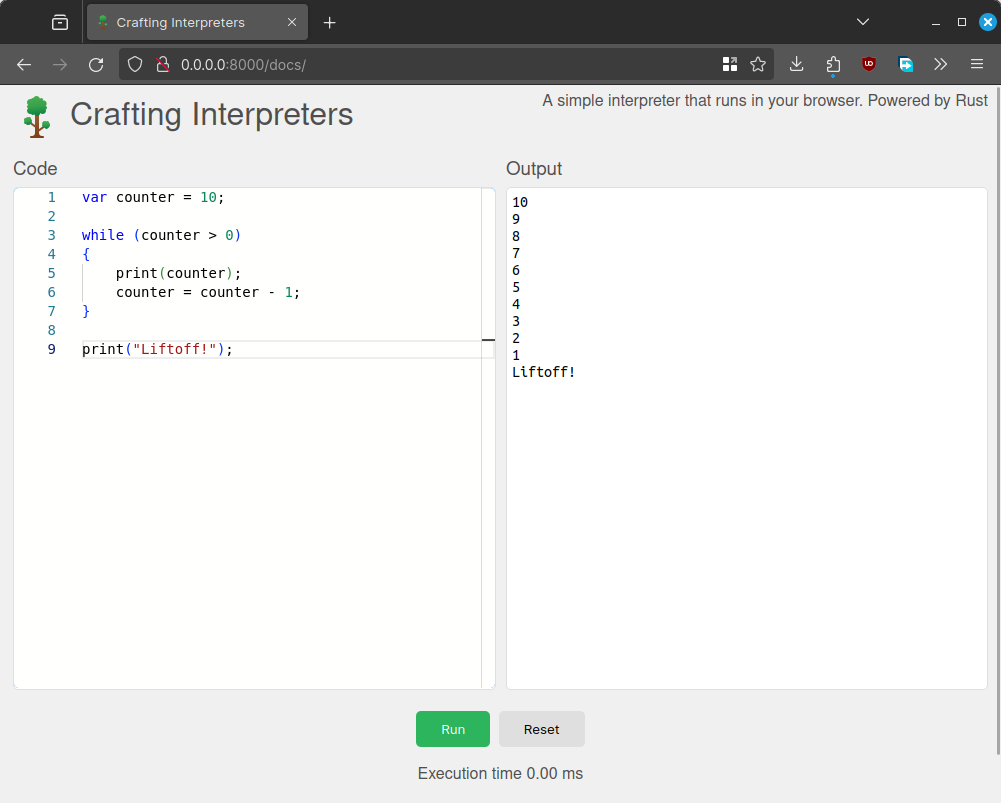 Crafting Interpreters
0.0.0.0:8000/docs/
Crafting Interpreters
A simple interpreter that runs in your browser. Powered by Rust
Code
1 var counter = 10;
2
3 while (counter > 0)
4 {
5     print(counter);
6     counter = counter - 1;
7 }
8
9 print("Liftoff!");
Output
10
9
8
7
6
5
4
3
2
1
Liftoff!
Run Reset
Execution time 0.00 ms